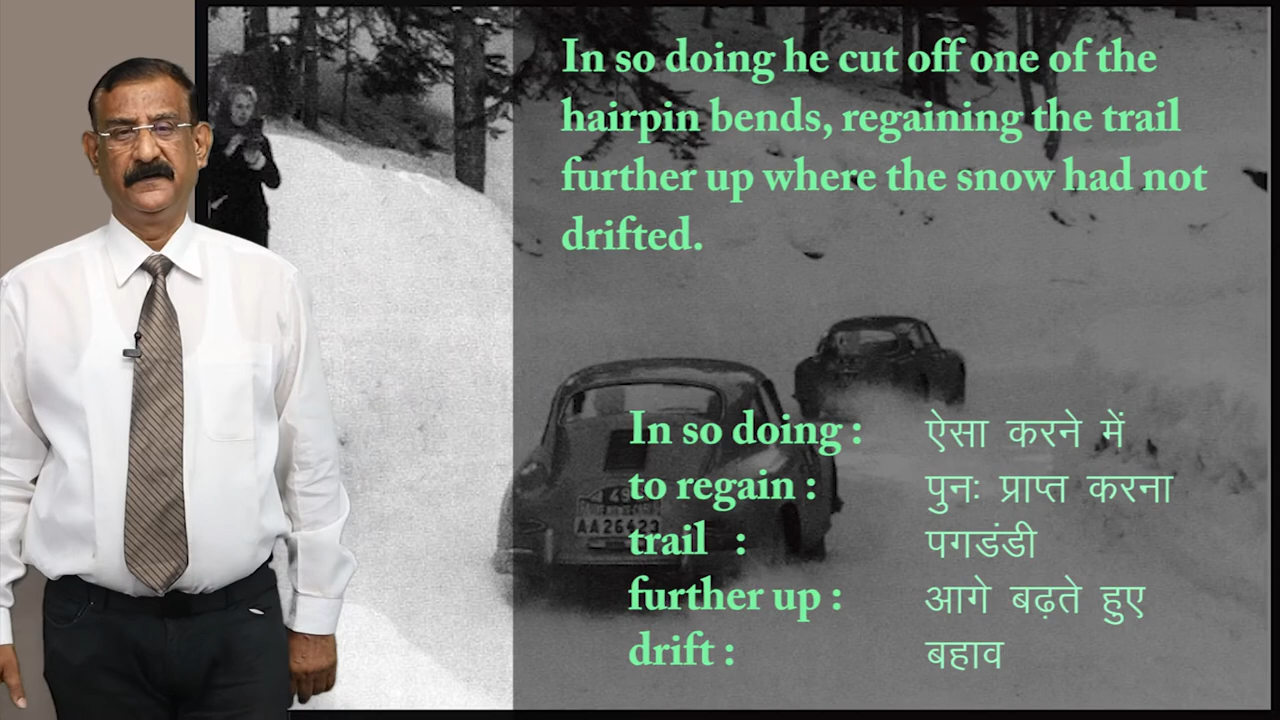 In so doing he cut off one of the
hairpin bends, regaining the trail
further up where the snow had not
drifted.
In so doing : ऐसा करने में
to regain : पुनः प्राप्त करना
trail : पगडंडी
further up : आगे बढ़ते हुए
drift : बहाव
AA26423